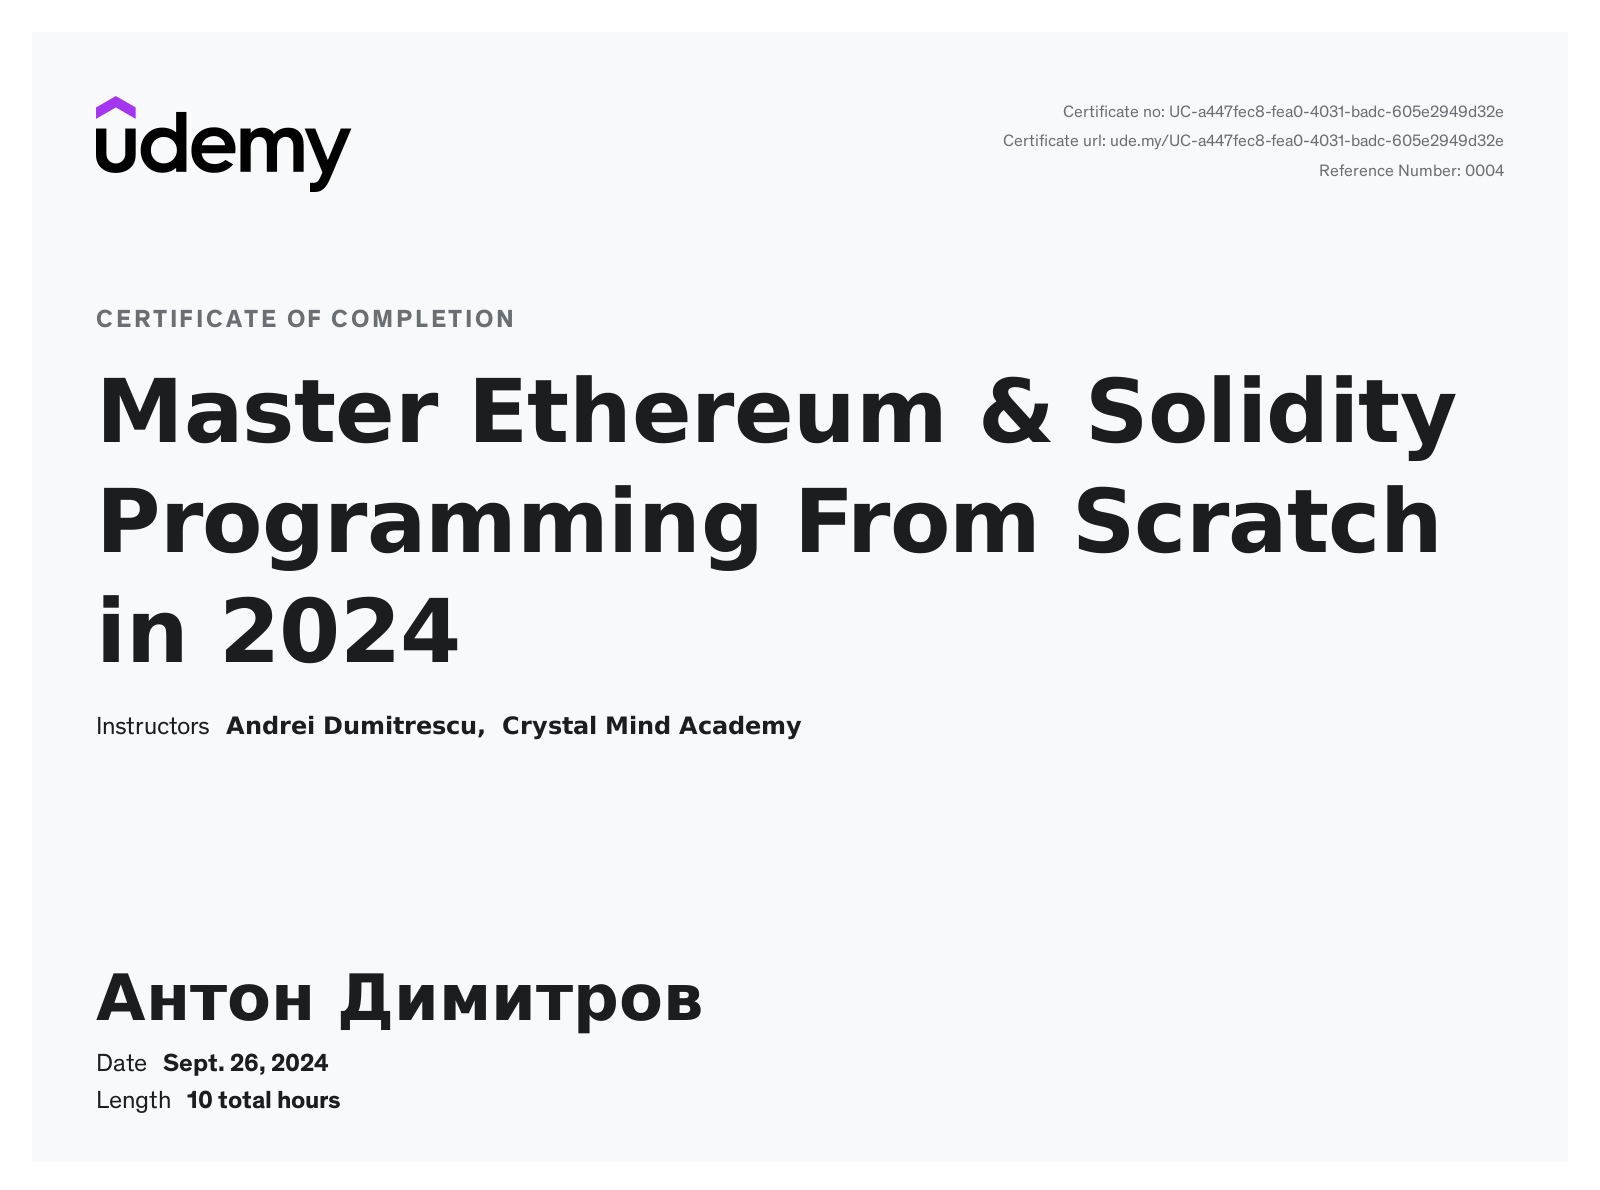 udemy
Certificate no: UC-a447fec8-fea0-4031-badc-605e2949d32e
Certificate url: ude.my/UC-a447fec8-fea0-4031-badc-605e2949d32e
Reference Number: 0004
CERTIFICATE OF COMPLETION
Master Ethereum & Solidity
Programming From Scratch
in 2024
Instructors Andrei Dumitrescu, Crystal Mind Academy
Антон Димитров
Date Sept. 26, 2024
Length 10 total hours